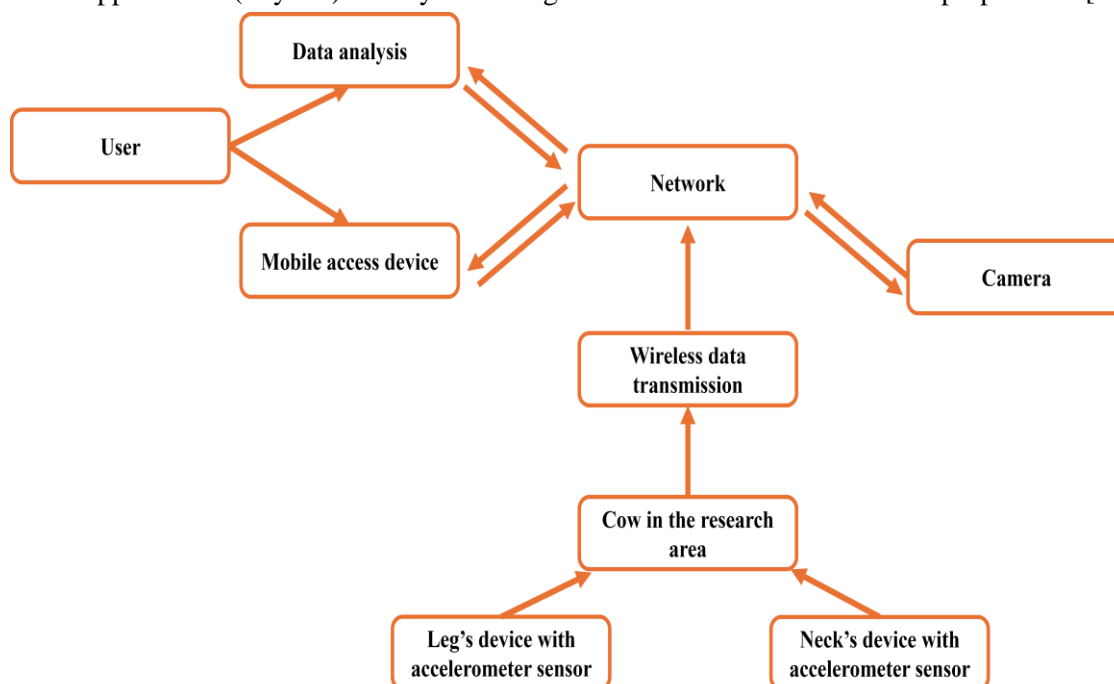 Data analysis
User
Network
Mobile access device
Camera
Wireless data
transmission
Cow in the research
area
Leg's device with
accelerometer sensor
Neck's device with
accelerometer sensor